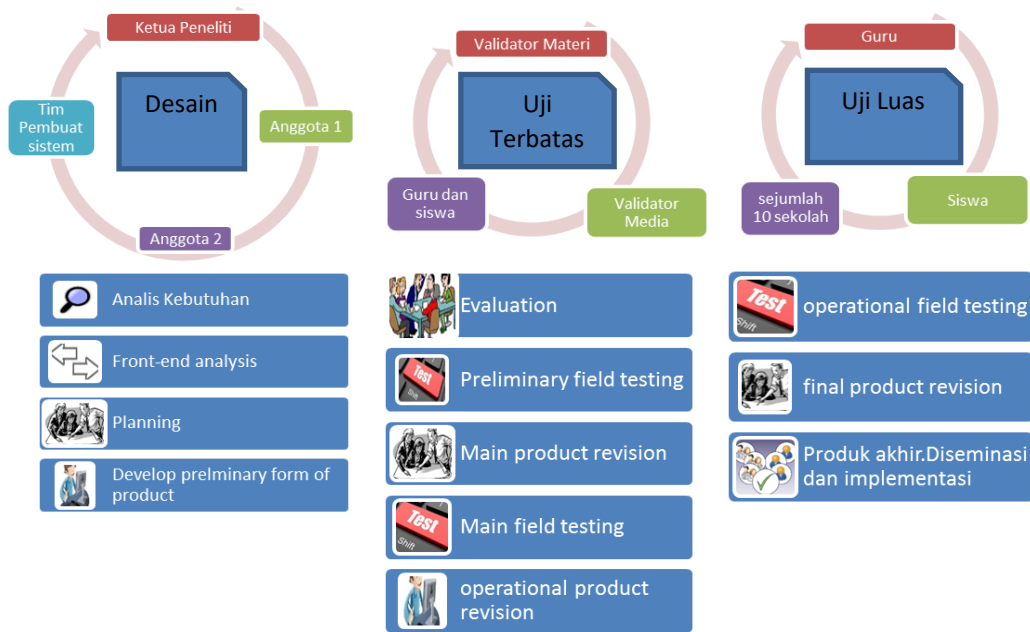 Ketua Peneliti
Desain
Tim
Pembuat
sistem
Anggota 1
Anggota 2
Analis Kebutuhan
Front-end analysis
Planning
Develop prelminary form of
product
Validator Materi
Uji
Terbatas
Guru dan
siswa
Validator
Media
Evaluation
Test
Shift
Preliminary field testing
Main product revision
Test
Shift
Main field testing
operational product
revision
Guru
Uji Luas
sejumlah
10 sekolah
Siswa
Test
Shift
operational field testing
final product revision
Produk akhir.Diseminasi
dan implementasi